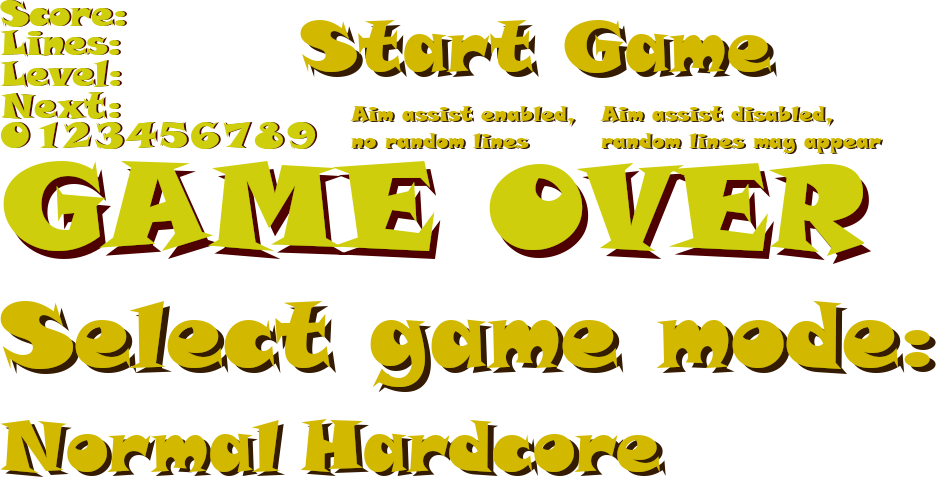 Score:
Lines:
Level:
Next:
0123456789
Start Game
Aim assist enabled,
no random lines
Aim assist disabled,
random lines may appear
GAME OVER
Select game mode:
Normal Hardcore